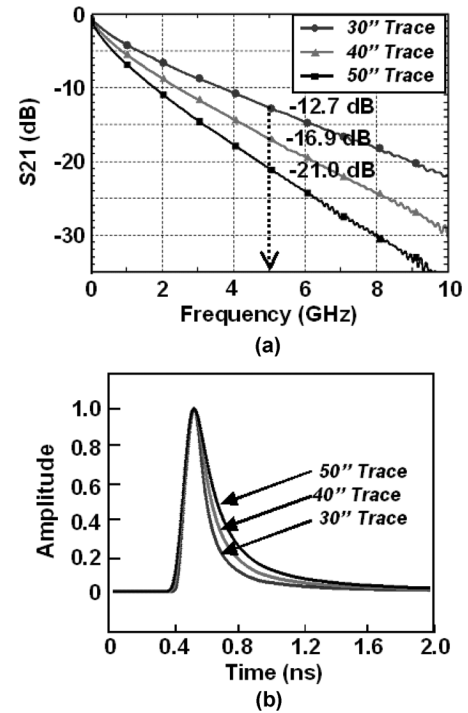 30” Trace
40” Trace
50” Trace
0
-10
-20
-30
S21 (dB)
-12.7 dB
-16.9 dB
-21.0 dB
0 2 4 6 8 10
Frequency (GHz)
(a)
1.0
0.8
0.6
0.4
0.2
0
Amplitude
50” Trace
40” Trace
30” Trace
0 0.4 0.8 1.2 1.6 2.0
Time (ns)
(b)